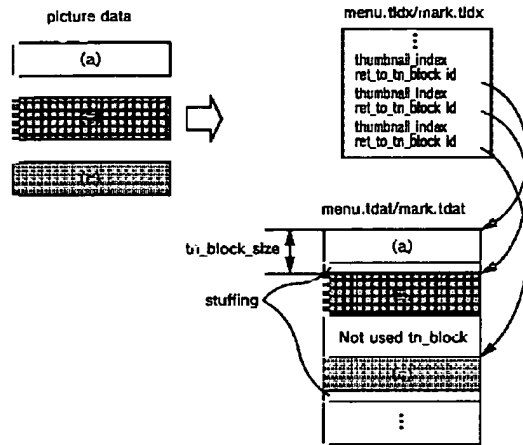 picture data
(a)
menu.tidx/mark.tidx
thumbnail_index
ref_to_tn_block id
thumbnail_index
ref_to_tn_block id
thumbnail_index
ref_to_tn_block id
menu.tdat/mark.tdat
tn_block_size
(a)
stuffing
Not used tn_block